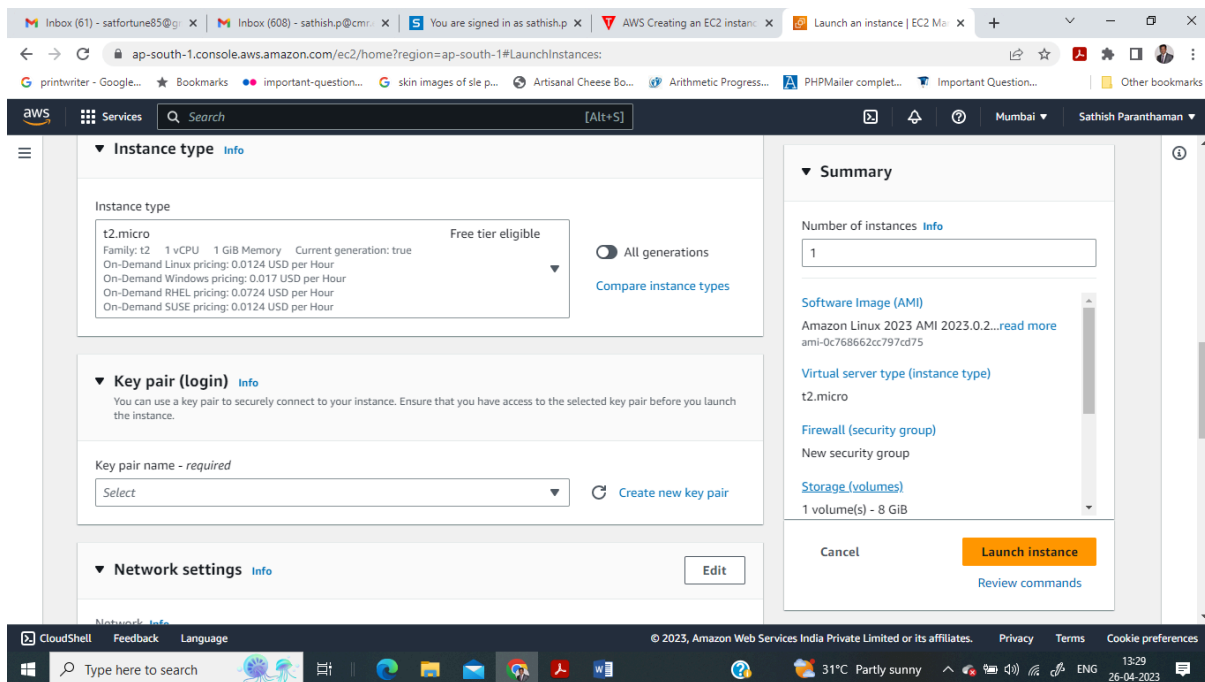 Inbox (61) - satfortune85@g
Inbox (608) - sathish.p@cmr
You are signed in as sathish.p
AWS Creating an EC2 instanc
Launch an instance | EC2 Ma
ap-south-1.console.aws.amazon.com/ec2/home?region=ap-south-1#LaunchInstances:
printwriter - Google...
Bookmarks
important-question...
skin images of sle p...
Artisanal Cheese Bo...
Arithmetic Progress...
PHPMailer complet...
Important Question...
Other bookmarks
aws
Services
Search
[Alt+S]
Mumbai
Sathish Paranthaman
Instance type Info
Instance type
t2.micro Free tier eligible
Family: t2 1 vCPU 1 GiB Memory Current generation: true
On-Demand Linux pricing: 0.0124 USD per Hour
On-Demand Windows pricing: 0.017 USD per Hour
On-Demand RHEL pricing: 0.0724 USD per Hour
On-Demand SUSE pricing: 0.0124 USD per Hour
All generations
Compare instance types
Key pair (login) Info
You can use a key pair to securely connect to your instance. Ensure that you have access to the selected key pair before you launch
the instance.
Key pair name - required
Select
Create new key pair
Network settings Info
Edit
Network Info
Summary
Number of instances Info
1
Software Image (AMI)
Amazon Linux 2023 AMI 2023.0.2...read more
ami-0c768662cc797cd75
Virtual server type (instance type)
t2.micro
Firewall (security group)
New security group
Storage (volumes)
1 volume(s) - 8 GiB
Cancel
Launch instance
Review commands
CloudShell
Feedback
Language
© 2023, Amazon Web Services India Private Limited or its affiliates.
Privacy
Terms
Cookie preferences
Type here to search
31°C Partly sunny
ENG
13:29
26-04-2023